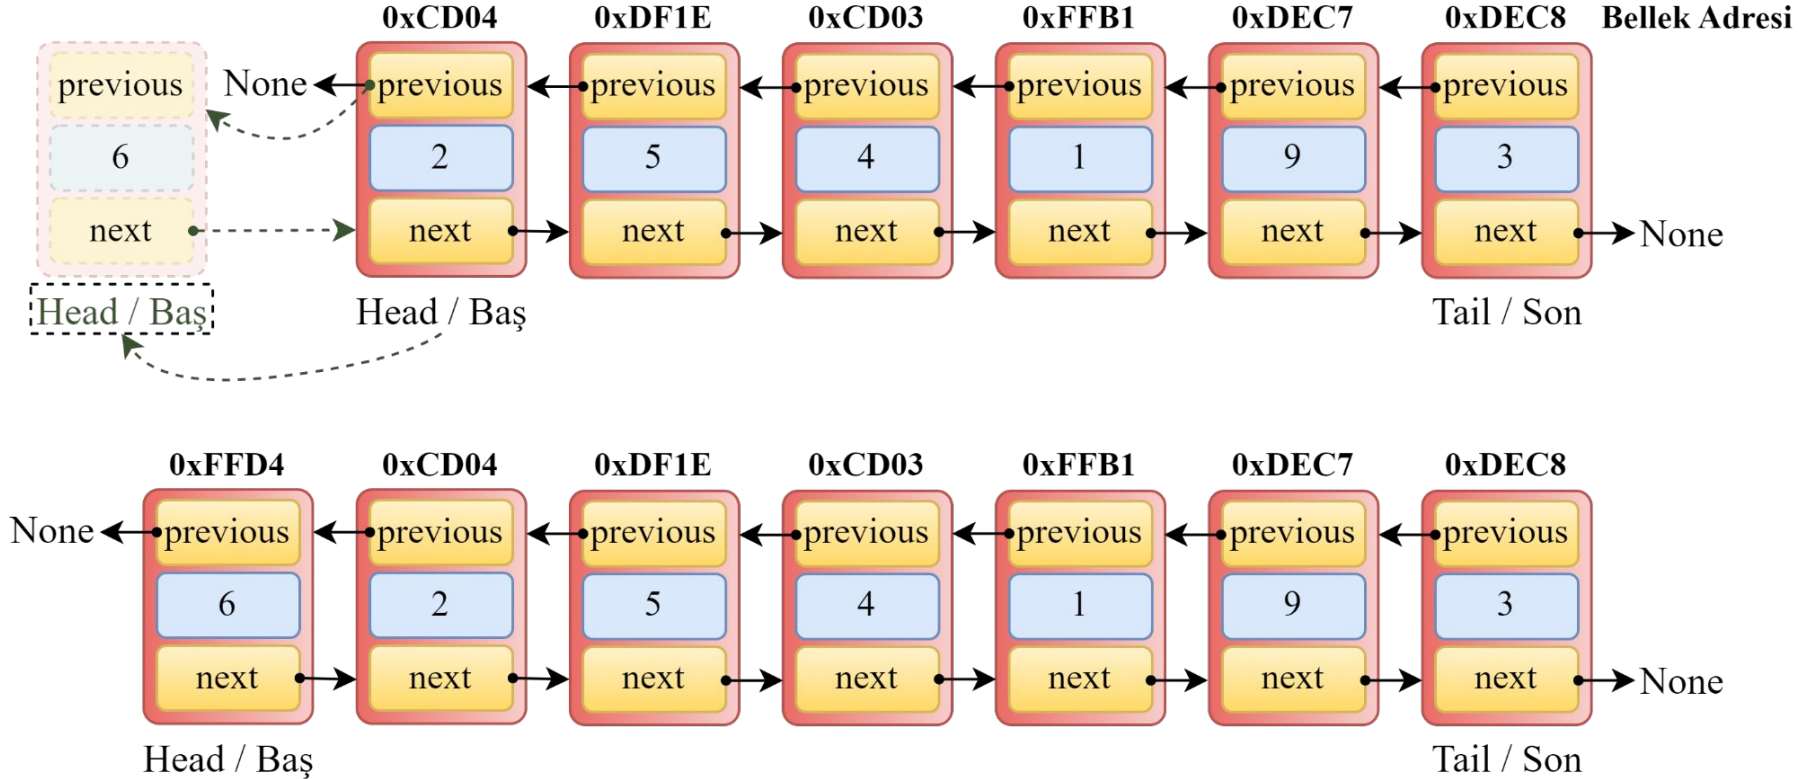 0xCD04 0xDF1E 0xCD03 0xFFB1 0xDEC7 0xDEC8 Bellek Adresi
previous None previous previous previous previous previous previous
6 2 5 4 1 9 3
next next next next next next next None
Head / Baş Head / Baş Tail / Son
0xFFD4 0xCD04 0xDF1E 0xCD03 0xFFB1 0xDEC7 0xDEC8
None previous previous previous previous previous previous previous
6 2 5 4 1 9 3
next next next next next next next None
Head / Baş Tail / Son